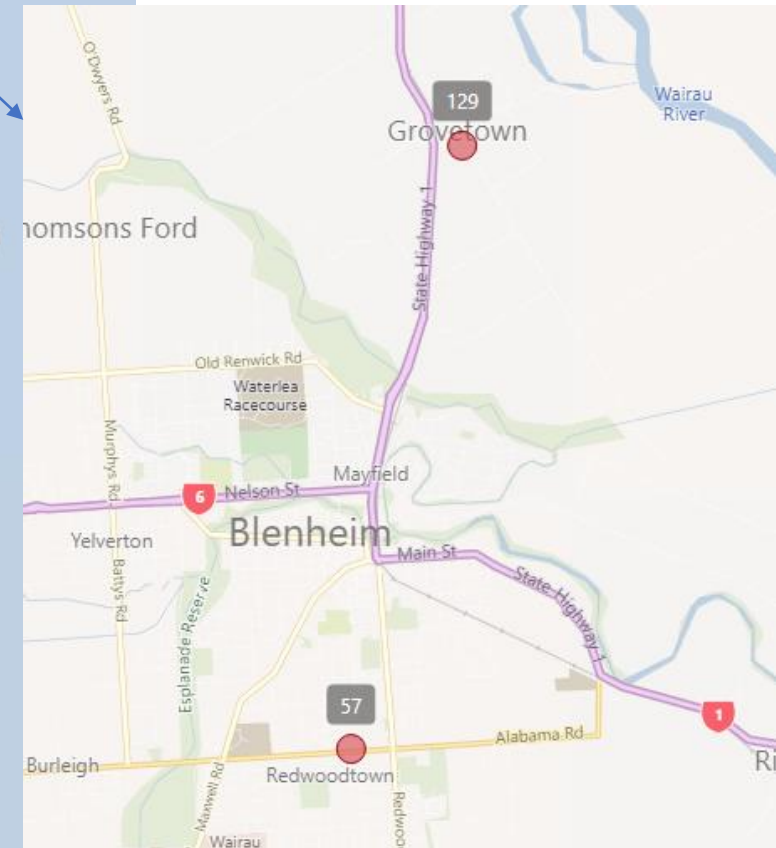 O'Dwyers Rd
129
Grovetown
Wairau
River
homsons Ford
State Highway 1
Old Renwick Rd
Waterlea
Racecourse
Murphys Rd
Mayfield
6
Nelson St
Blenheim
Yelverton
Main St
Battys Rd
State Highway 1
Esplanade Reserve
57
1
Alabama Rd
Burleigh
Ri
Redwoodtown
Maxwell Rd
Redwoo
Wairau